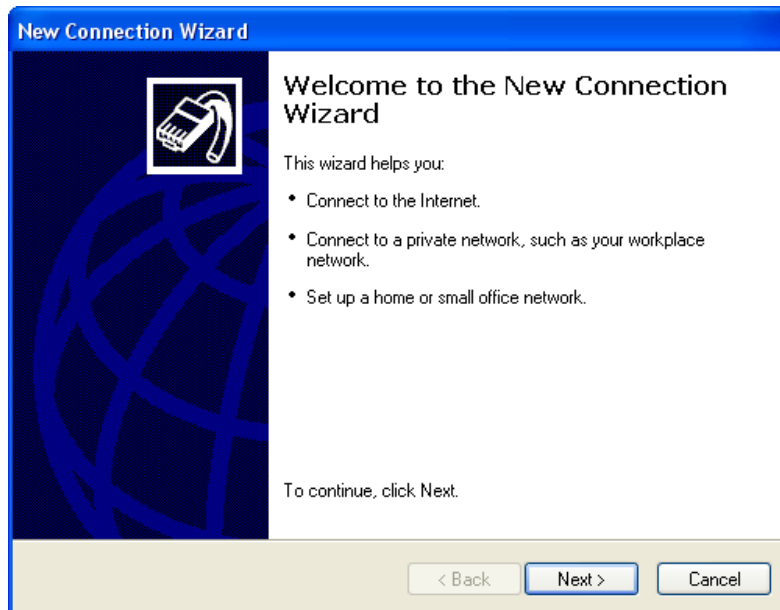 New Connection Wizard
Welcome to the New Connection
Wizard
This wizard helps you:
• Connect to the Internet.
• Connect to a private network, such as your workplace
network.
• Set up a home or small office network.
To continue, click Next.
< Back
Next >
Cancel